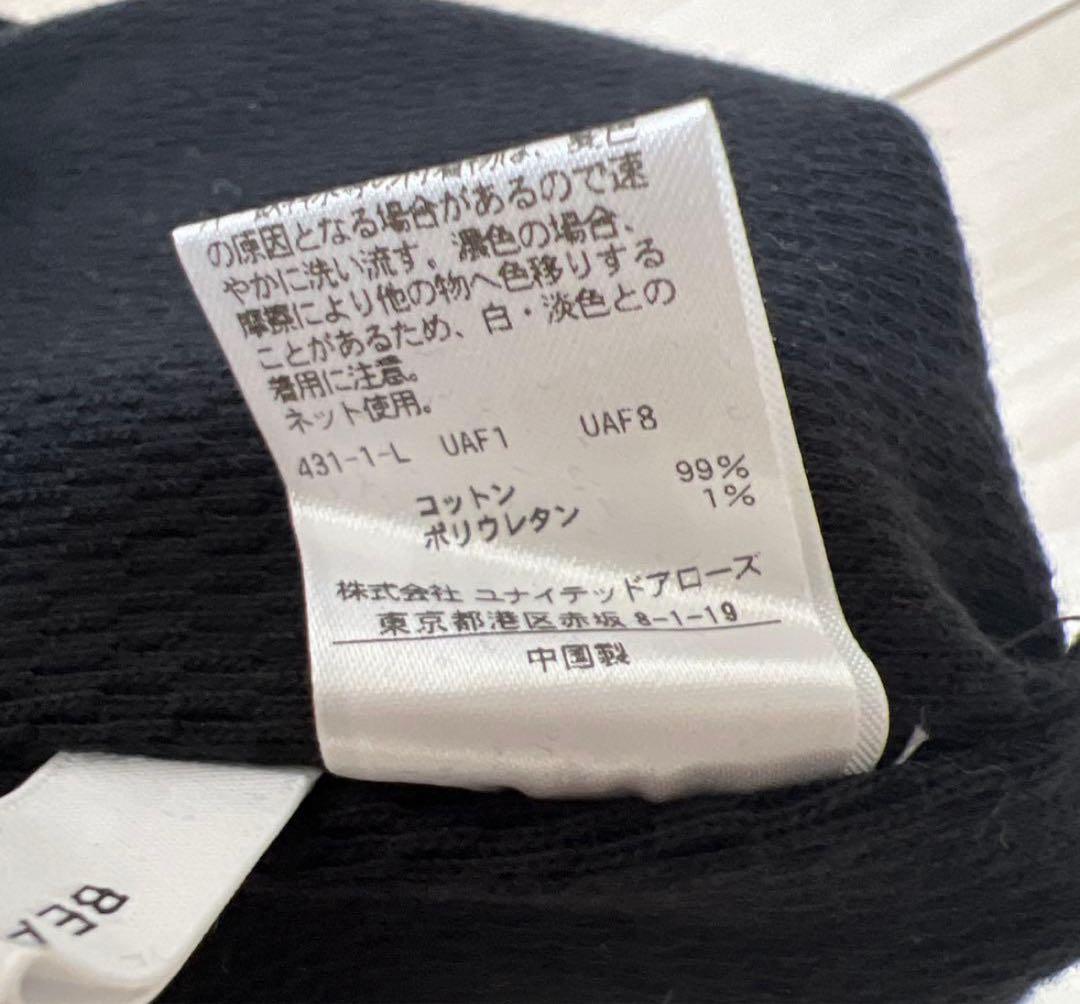 の原因となる場合があるので速
やかに洗い流す。濃色の場合、
摩擦により他の物へ色移りする
ことがあるため、白・淡色との
着用に注意。
ネット使用。
431-1-L UAF1 UAF8
コットン 99%
ポリウレタン 1%
株式会社 ユナイテッドアローズ
東京都港区赤坂 8-1-19
中国製
BEA